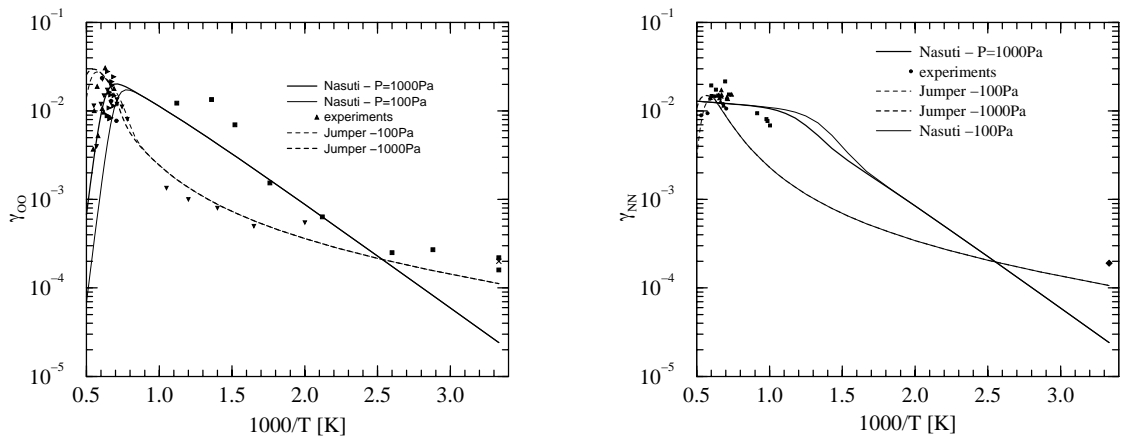 10⁻¹
10⁻²
10⁻³
10⁻⁴
10⁻⁵
γOO
Nasuti – P=1000Pa
Nasuti – P=100Pa
experiments
Jumper –100Pa
Jumper –1000Pa
0.5 1.0 1.5 2.0 2.5 3.0
1000/T [K]
10⁻¹
10⁻²
10⁻³
10⁻⁴
10⁻⁵
γNN
Nasuti – P=1000Pa
experiments
Jumper –100Pa
Jumper –1000Pa
Nasuti –100Pa
0.5 1.0 1.5 2.0 2.5 3.0
1000/T [K]